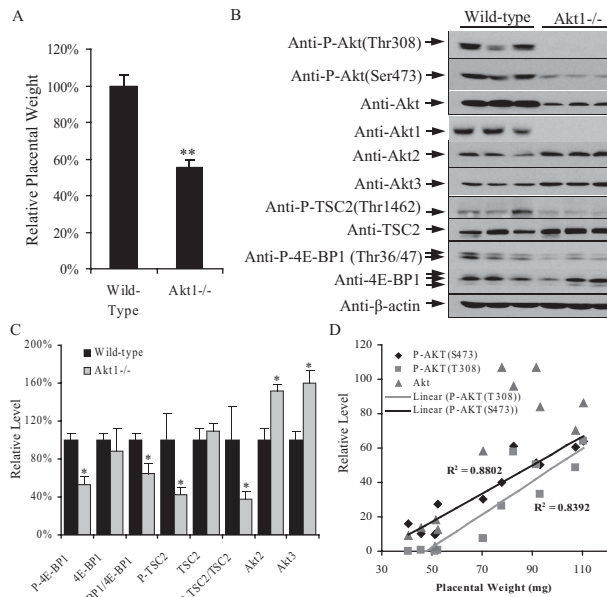 A
Relative Placental Weight
120%
100%
80%
60%
40%
20%
0%
**
Wild-
Type
Akt1-/-
B
Wild-type Akt1-/-
Anti-P-Akt(Thr308)
Anti-P-Akt(Ser473)
Anti-Akt
Anti-Akt1
Anti-Akt2
Anti-Akt3
Anti-P-TSC2(Thr1462)
Anti-TSC2
Anti-P-4E-BP1 (Thr36/47)
Anti-4E-BP1
Anti-β-actin
C
Wild-type
Akt1-/-
Relative Level
200%
160%
120%
80%
40%
0%
*
*
*
*
*
*
P-4E-BP1
4E-BP1
BP1/4E-BP1
P-TSC2
TSC2
TSC2/TSC2
Akt2
Akt3
D
P-AKT(S473)
P-AKT(T308)
Akt
Linear (P-AKT(T308))
Linear (P-AKT(S473))
Relative Level
120
100
80
60
40
20
0
R² = 0.8802
R² = 0.8392
30 50 70 90 110
Placental Weight (mg)